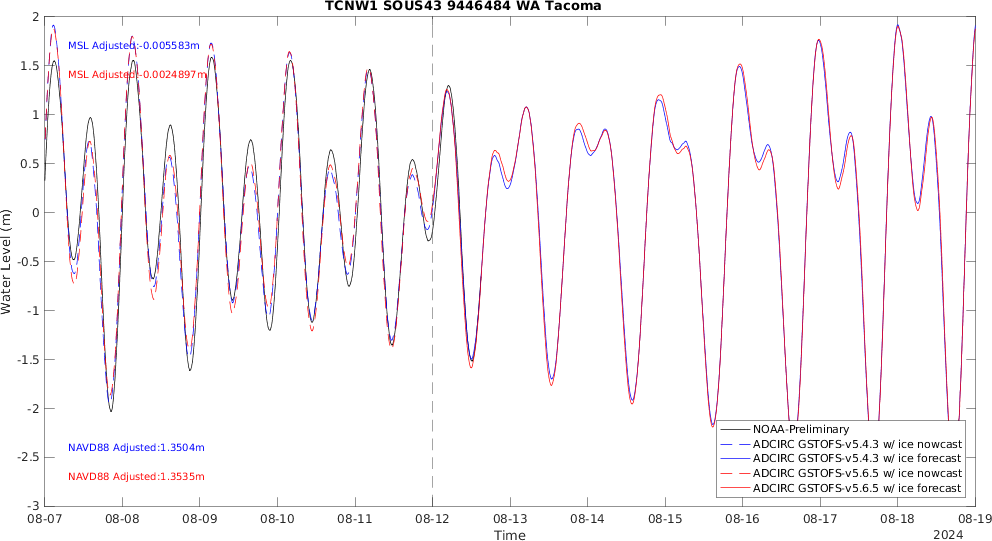 TCNW1 SOUS43 9446484 WA Tacoma
2
1.5
1
0.5
0
-0.5
-1
-1.5
-2
-2.5
-3
Water Level (m)
MSL Adjusted:-0.005583m
MSL Adjusted:-0.0024897m
NAVD88 Adjusted:1.3504m
NAVD88 Adjusted:1.3535m
NOAA-Preliminary
ADCIRC GSTOFS-v5.4.3 w/ ice nowcast
ADCIRC GSTOFS-v5.4.3 w/ ice forecast
ADCIRC GSTOFS-v5.6.5 w/ ice nowcast
ADCIRC GSTOFS-v5.6.5 w/ ice forecast
08-07 08-08 08-09 08-10 08-11 08-12 08-13 08-14 08-15 08-16 08-17 08-18 08-19
Time
2024